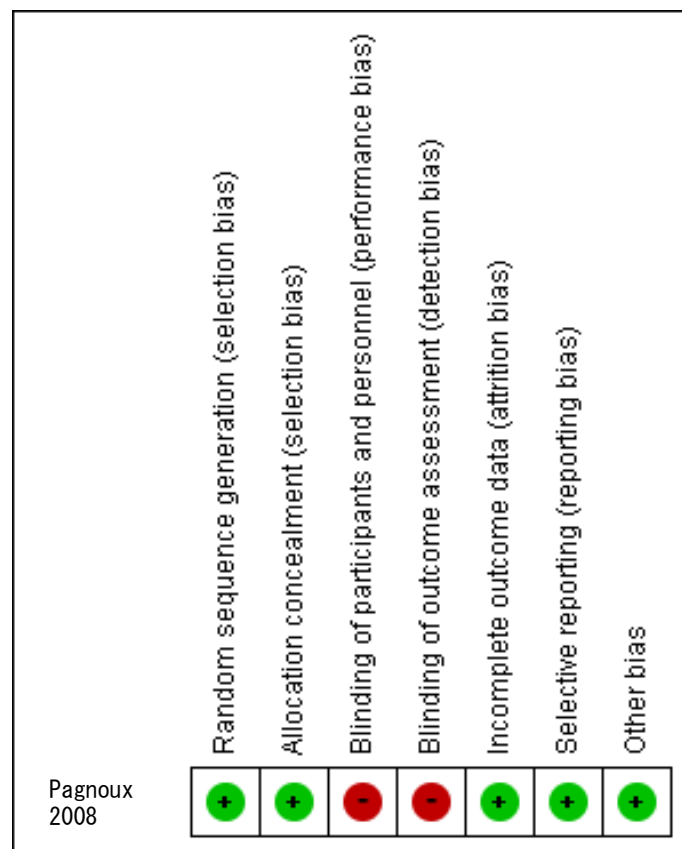 Random sequence generation (selection bias)
Allocation concealment (selection bias)
Blinding of participants and personnel (performance bias)
Blinding of outcome assessment (detection bias)
Incomplete outcome data (attrition bias)
Selective reporting (reporting bias)
Other bias
Pagnoux
2008
+ + - - + + +